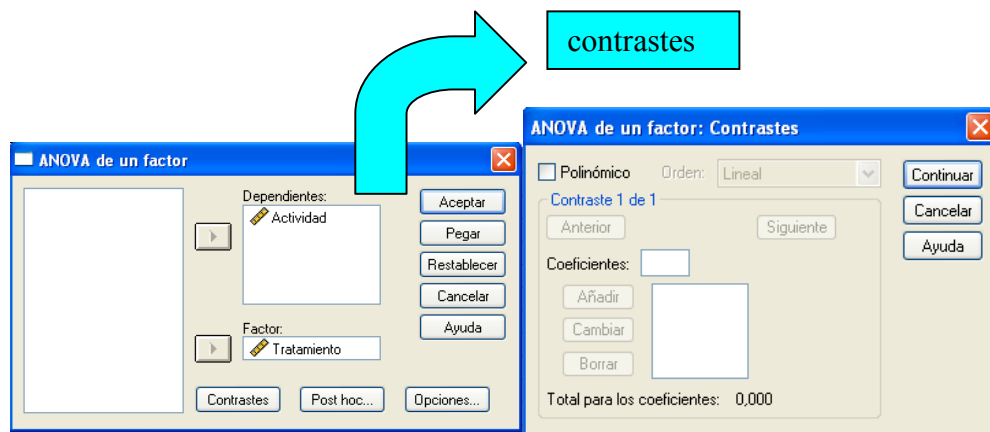 contrastes
ANOVA de un factor
Dependientes:
Actividad
Factor:
Tratamiento
Aceptar
Pegar
Restablecer
Cancelar
Ayuda
Contrastes
Post hoc...
Opciones...
ANOVA de un factor: Contrastes
Polinómico Orden: Lineal
Contraste 1 de 1
Anterior Siguiente
Coeficientes:
Añadir
Cambiar
Borrar
Total para los coeficientes: 0,000
Continuar
Cancelar
Ayuda